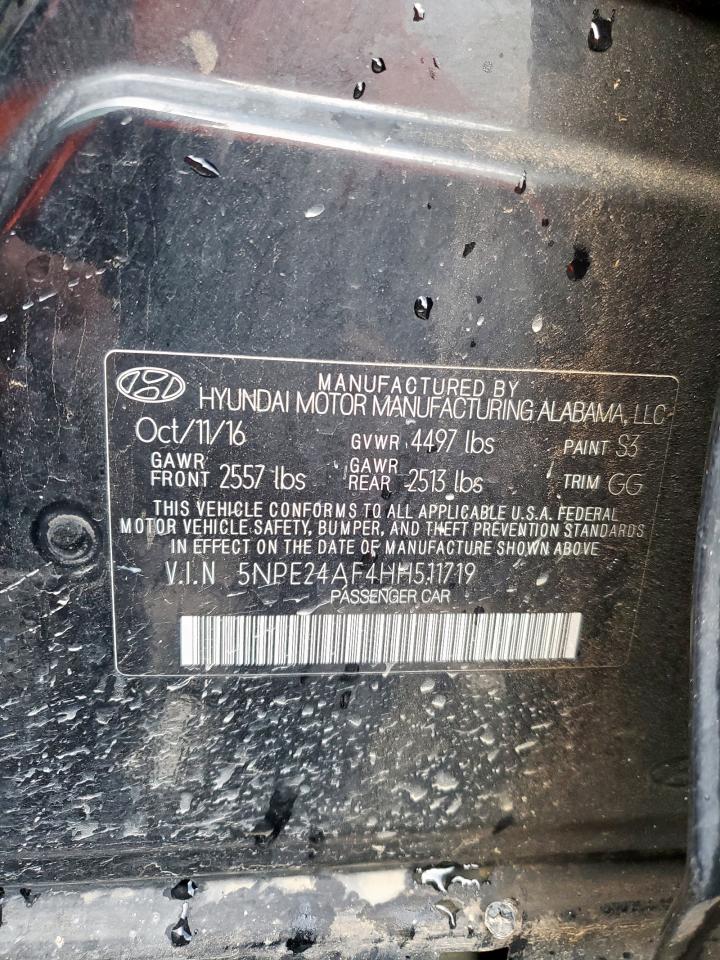 MANUFACTURED BY
HYUNDAI MOTOR MANUFACTURING ALABAMA, LLC
Oct/11/16 GVWR 4497 lbs PAINT S3
GAWR FRONT 2557 lbs GAWR REAR 2513 lbs TRIM GG
THIS VEHICLE CONFORMS TO ALL APPLICABLE U.S.A. FEDERAL
MOTOR VEHICLE SAFETY, BUMPER, AND THEFT PREVENTION STANDARDS
IN EFFECT ON THE DATE OF MANUFACTURE SHOWN ABOVE
V.I.N 5NPE24AF4HH511719
PASSENGER CAR